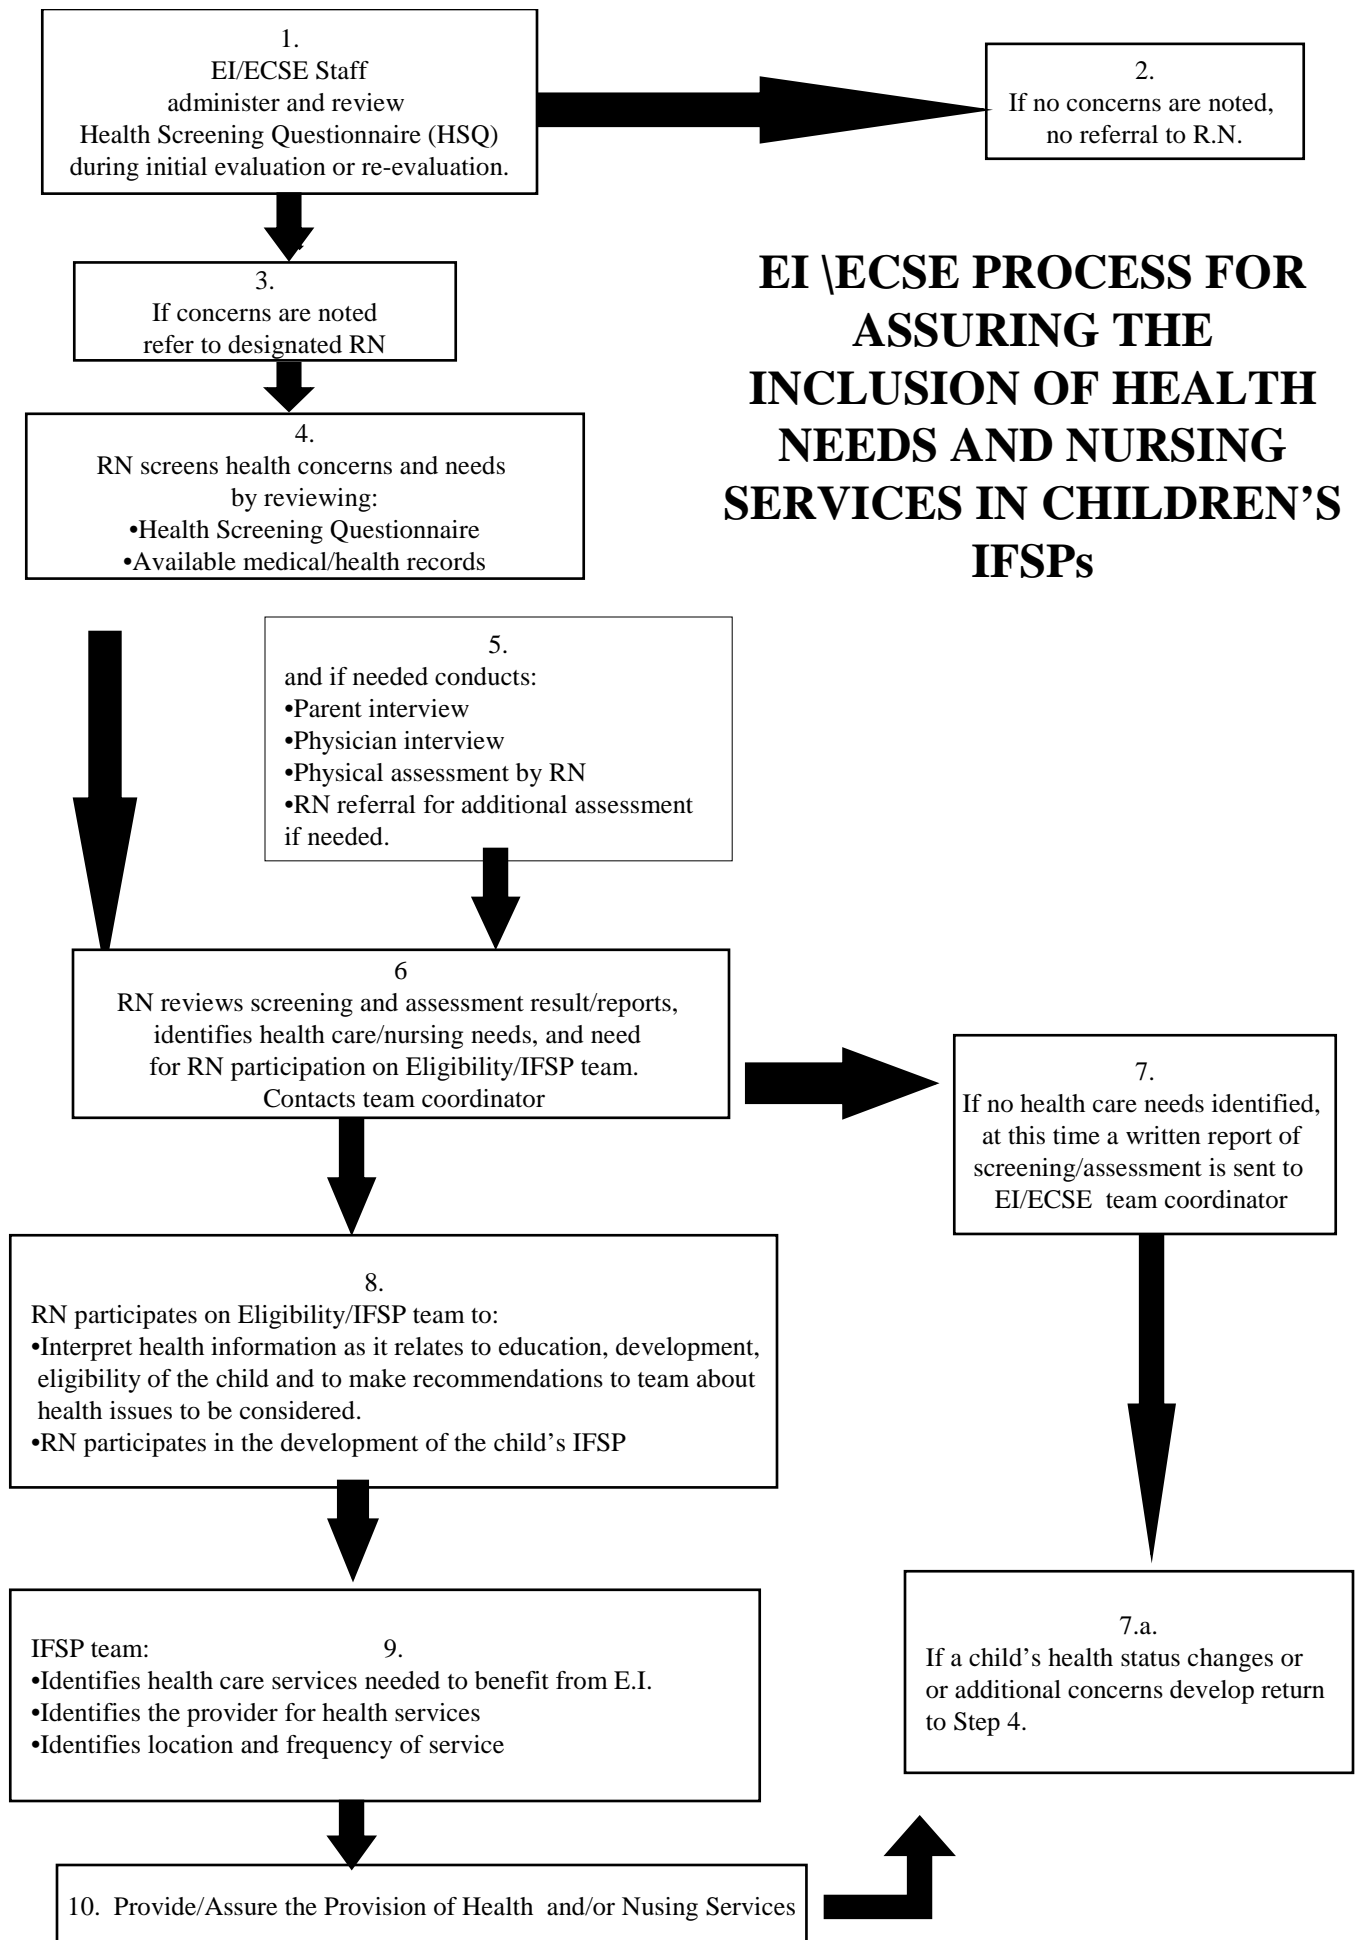 1.
EI/ECSE Staff
administer and review
Health Screening Questionnaire (HSQ)
during initial evaluation or re-evaluation.
2.
If no concerns are noted,
no referral to R.N.
EI \ECSE PROCESS FOR
ASSURING THE
INCLUSION OF HEALTH
NEEDS AND NURSING
SERVICES IN CHILDREN’S
IFSPs
3.
If concerns are noted
refer to designated RN
4.
RN screens health concerns and needs
by reviewing:
•Health Screening Questionnaire
•Available medical/health records
5.
and if needed conducts:
•Parent interview
•Physician interview
•Physical assessment by RN
•RN referral for additional assessment
if needed.
6
RN reviews screening and assessment result/reports,
identifies health care/nursing needs, and need
for RN participation on Eligibility/IFSP team.
Contacts team coordinator
7.
If no health care needs identified,
at this time a written report of
screening/assessment is sent to
EI/ECSE team coordinator
8.
RN participates on Eligibility/IFSP team to:
•Interpret health information as it relates to education, development,
eligibility of the child and to make recommendations to team about
health issues to be considered.
•RN participates in the development of the child’s IFSP
IFSP team: 9.
•Identifies health care services needed to benefit from E.I.
•Identifies the provider for health services
•Identifies location and frequency of service
7.a.
If a child’s health status changes or
or additional concerns develop return
to Step 4.
10. Provide/Assure the Provision of Health and/or Nusing Services